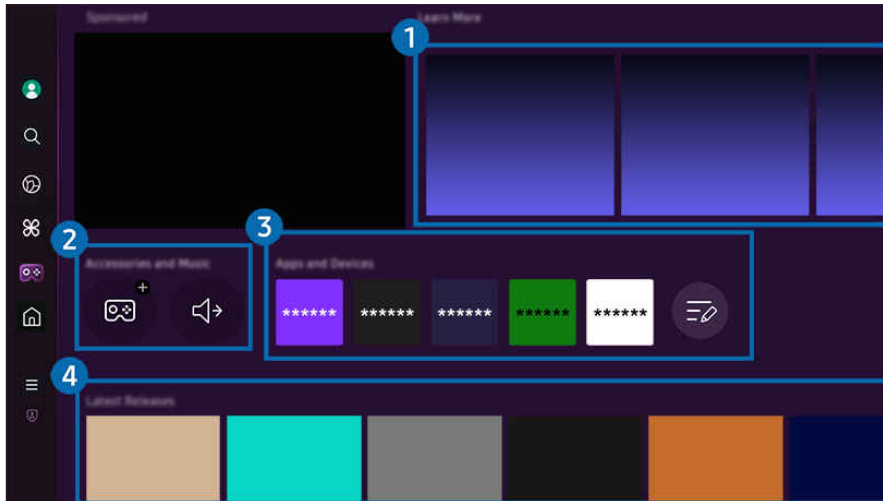 Sponsored
Learn More
1
2
3
Accessories and Music
Apps and Devices
****** ****** ****** ****** ******
4
Latest Releases